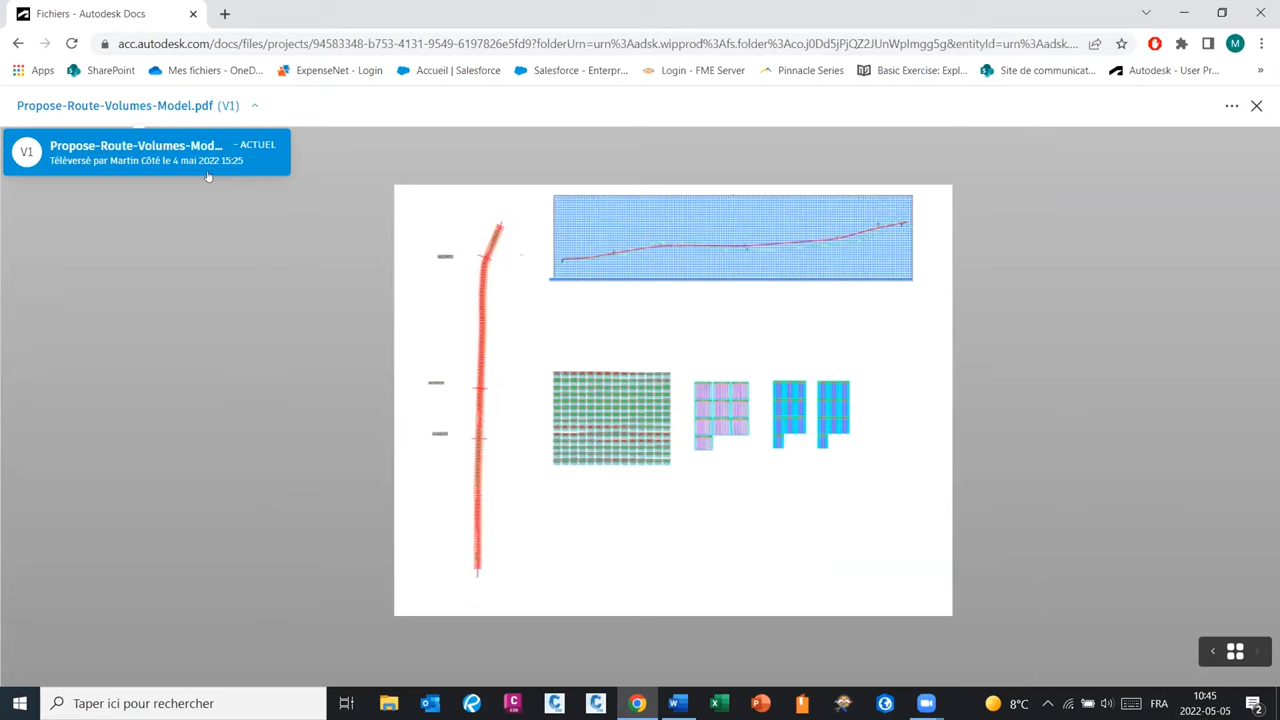 Fichiers - Autodesk Docs
acc.autodesk.com/docs/files/projects/94583348-b753-4131-954f-6197826e5fd9?folderUrn=urn%3Aadsk.wipprod%3Afs.folder%3Aco.j0Dd5jPjQZ2JUnWpImgg5g&entityId=urn%3Aadsk....
Apps SharePoint Mes fichiers - OneD... ExpenseNet - Login Accueil | Salesforce Salesforce - Enterpr... Login - FME Server Pinnacle Series Basic Exercise: Expl... Site de communicat... Autodesk - User Pr... »
Propose-Route-Volumes-Model.pdf (V1)
V1 Propose-Route-Volumes-Mod... - ACTUEL
Téléversé par Martin Côté le 4 mai 2022 15:25
Taper ici pour rechercher
8°C FRA 10:45
2022-05-05 2